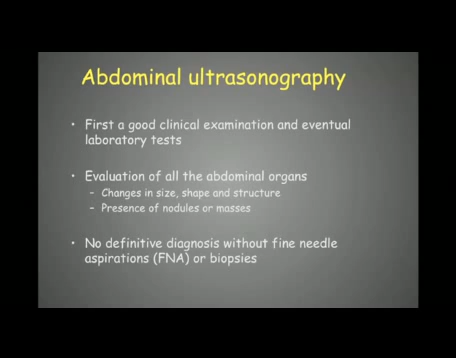 Abdominal ultrasonography
• First a good clinical examination and eventual
laboratory tests
• Evaluation of all the abdominal organs
– Changes in size, shape and structure
– Presence of nodules or masses
• No definitive diagnosis without fine needle
aspirations (FNA) or biopsies